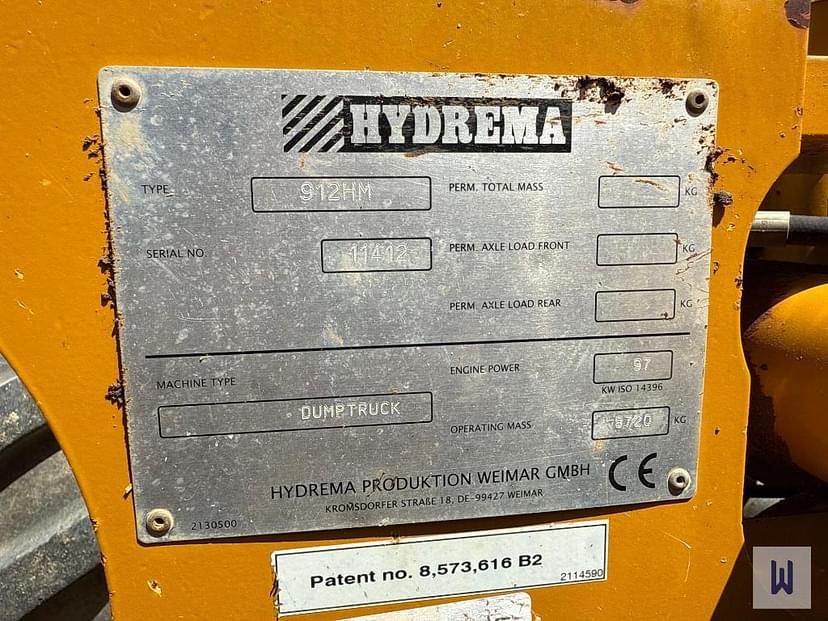 HYDREMA
TYPE 912HM
PERM. TOTAL MASS KG
SERIAL NO. 11412
PERM. AXLE LOAD FRONT KG
PERM. AXLE LOAD REAR KG
MACHINE TYPE
DUMPTRUCK
ENGINE POWER 97
KW ISO 14396
OPERATING MASS KG
HYDREMA PRODUKTION WEIMAR GMBH CE
KROMSDORFER STRAßE 18, DE-99427 WEIMAR
2130500
Patent no. 8,573,616 B2
2114590
W